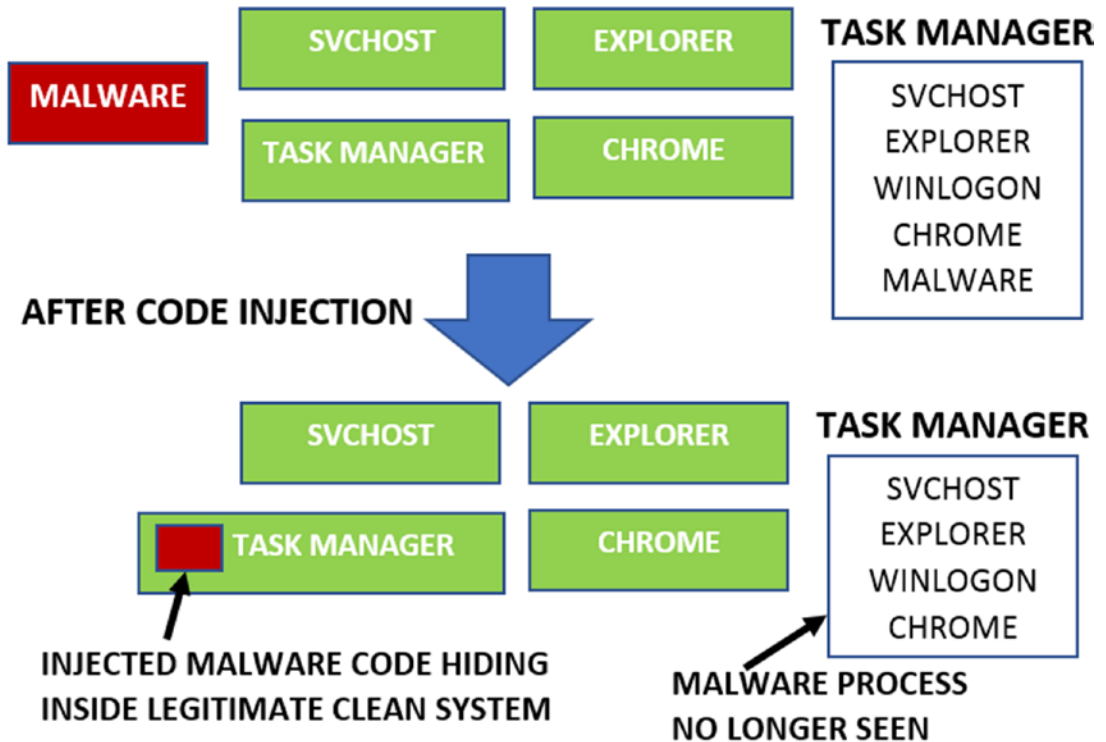 SVCHOST
EXPLORER
TASK MANAGER
MALWARE
TASK MANAGER
CHROME
SVCHOST
EXPLORER
WINLOGON
CHROME
MALWARE
AFTER CODE INJECTION
SVCHOST
EXPLORER
TASK MANAGER
TASK MANAGER
CHROME
SVCHOST
EXPLORER
WINLOGON
CHROME
INJECTED MALWARE CODE HIDING
INSIDE LEGITIMATE CLEAN SYSTEM
MALWARE PROCESS
NO LONGER SEEN